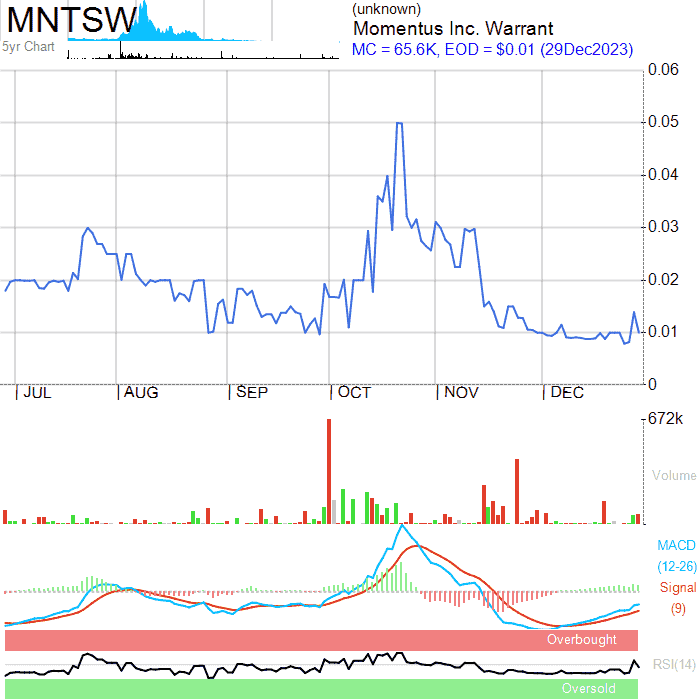 MNTSW
5yr Chart
(unknown)
Momentus Inc. Warrant
MC = 65.6K, EOD = $0.01 (29Dec2023)
0.06
0.05
0.04
0.03
0.02
0.01
0
JUL AUG SEP OCT NOV DEC
672k
Volume
MACD
(12-26)
Signal
(9)
Overbought
RSI(14)
Oversold